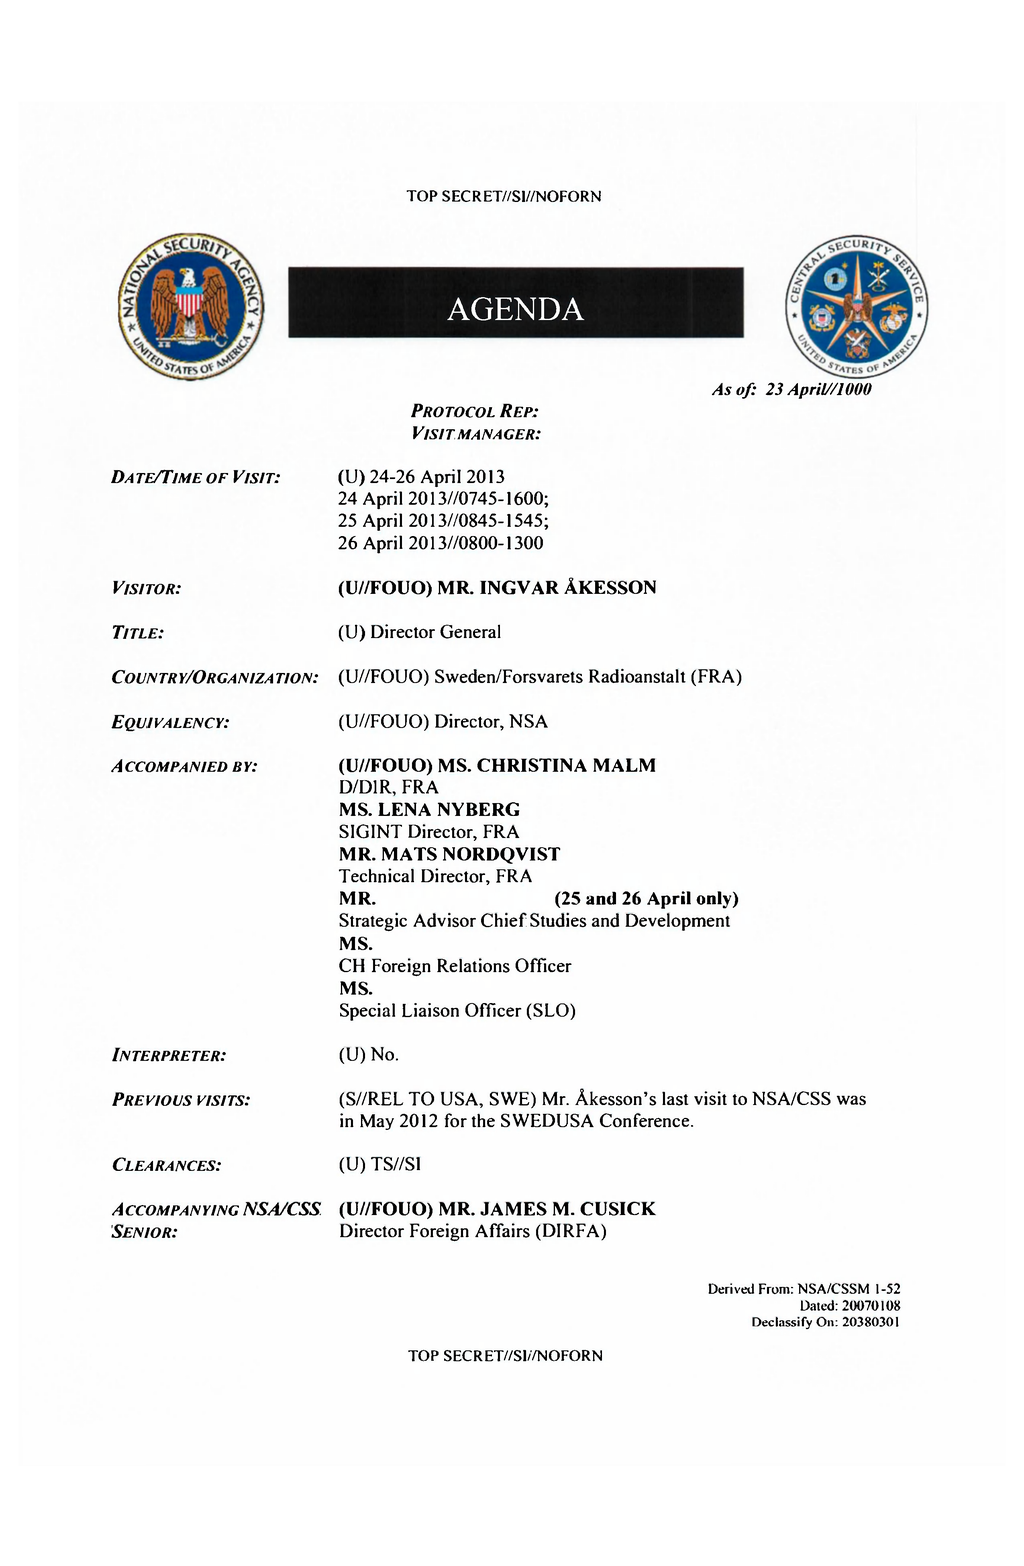 TOP SECRET//SI//NOFORN
NATIONAL SECURITY AGENCY
UNITED STATES OF AMERICA
AGENDA
CENTRAL SECURITY SERVICE
UNITED STATES OF AMERICA
As of: 23 April//1000
PROTOCOL REP:
VISIT MANAGER:
DATE/TIME OF VISIT: (U) 24-26 April 2013
24 April 2013//0745-1600;
25 April 2013//0845-1545;
26 April 2013//0800-1300
VISITOR: (U//FOUO) MR. INGVAR ÅKESSON
TITLE: (U) Director General
COUNTRY/ORGANIZATION: (U//FOUO) Sweden/Forsvarets Radioanstalt (FRA)
EQUIVALENCY: (U//FOUO) Director, NSA
ACCOMPANIED BY: (U//FOUO) MS. CHRISTINA MALM
D/DIR, FRA
MS. LENA NYBERG
SIGINT Director, FRA
MR. MATS NORDQVIST
Technical Director, FRA
MR. (25 and 26 April only)
Strategic Advisor Chief Studies and Development
MS.
CH Foreign Relations Officer
MS.
Special Liaison Officer (SLO)
INTERPRETER: (U) No.
PREVIOUS VISITS: (S//REL TO USA, SWE) Mr. Åkesson's last visit to NSA/CSS was
in May 2012 for the SWEDUSA Conference.
CLEARANCES: (U) TS//SI
ACCOMPANYING NSA/CSS (U//FOUO) MR. JAMES M. CUSICK
SENIOR: Director Foreign Affairs (DIRFA)
Derived From: NSA/CSSM 1-52
Dated: 20070108
Declassify On: 20380301
TOP SECRET//SI//NOFORN